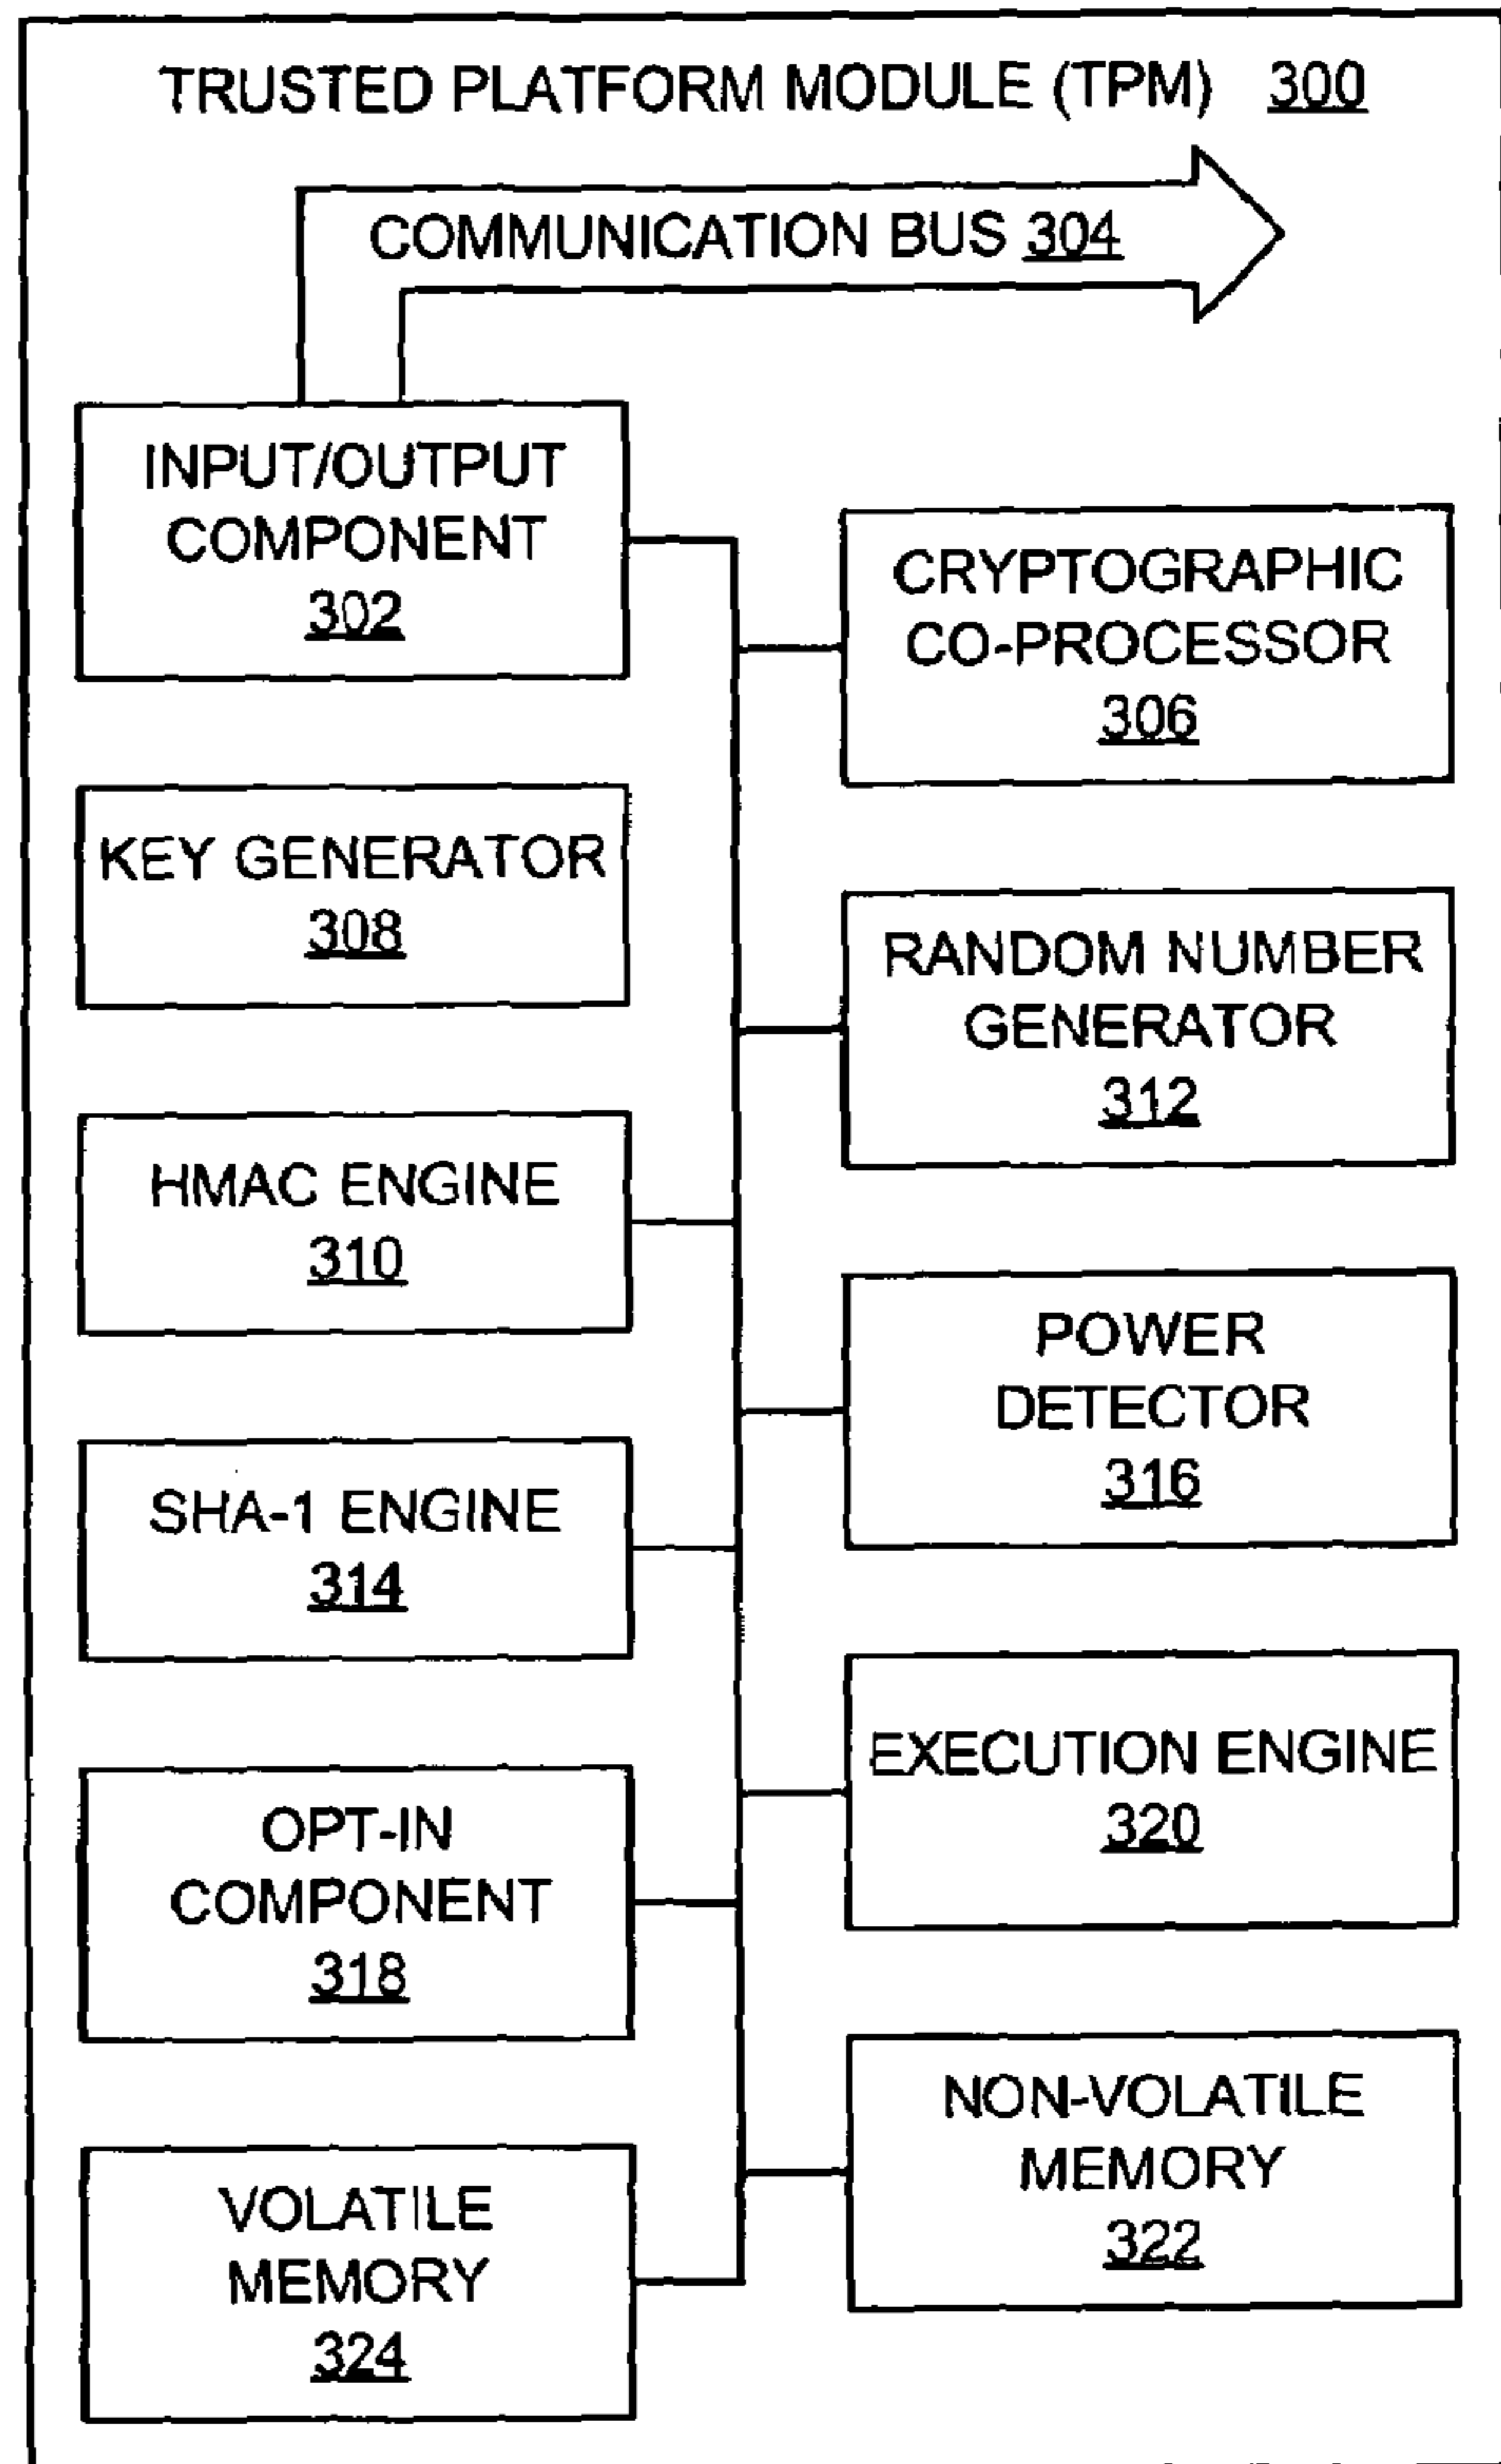 TRUSTED PLATFORM MODULE (TPM) 300
COMMUNICATION BUS 304
INPUT/OUTPUT
COMPONENT
302
CRYPTOGRAPHIC
CO-PROCESSOR
306
KEY GENERATOR
308
RANDOM NUMBER
GENERATOR
312
HMAC ENGINE
310
POWER
DETECTOR
316
SHA-1 ENGINE
314
EXECUTION ENGINE
320
OPT-IN
COMPONENT
318
NON-VOLATILE
MEMORY
322
VOLATILE
MEMORY
324